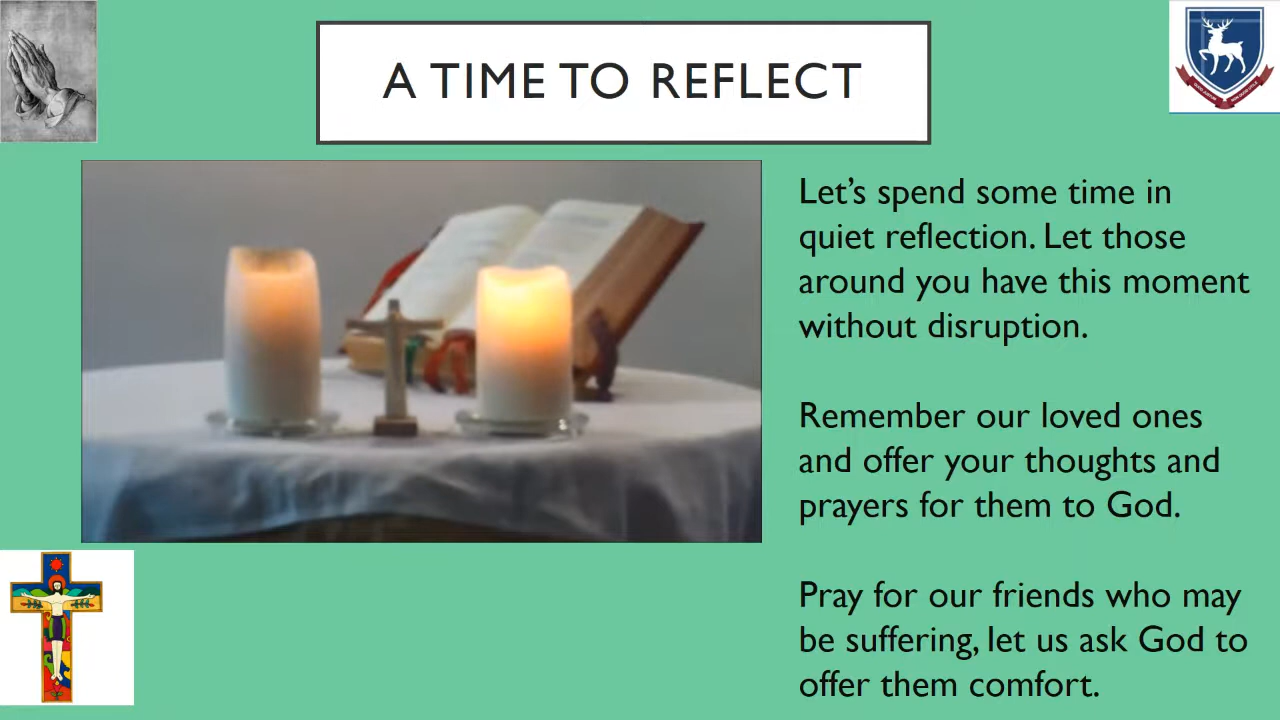 A TIME TO REFLECT
Let’s spend some time in
quiet reflection. Let those
around you have this moment
without disruption.
Remember our loved ones
and offer your thoughts and
prayers for them to God.
Pray for our friends who may
be suffering, let us ask God to
offer them comfort.